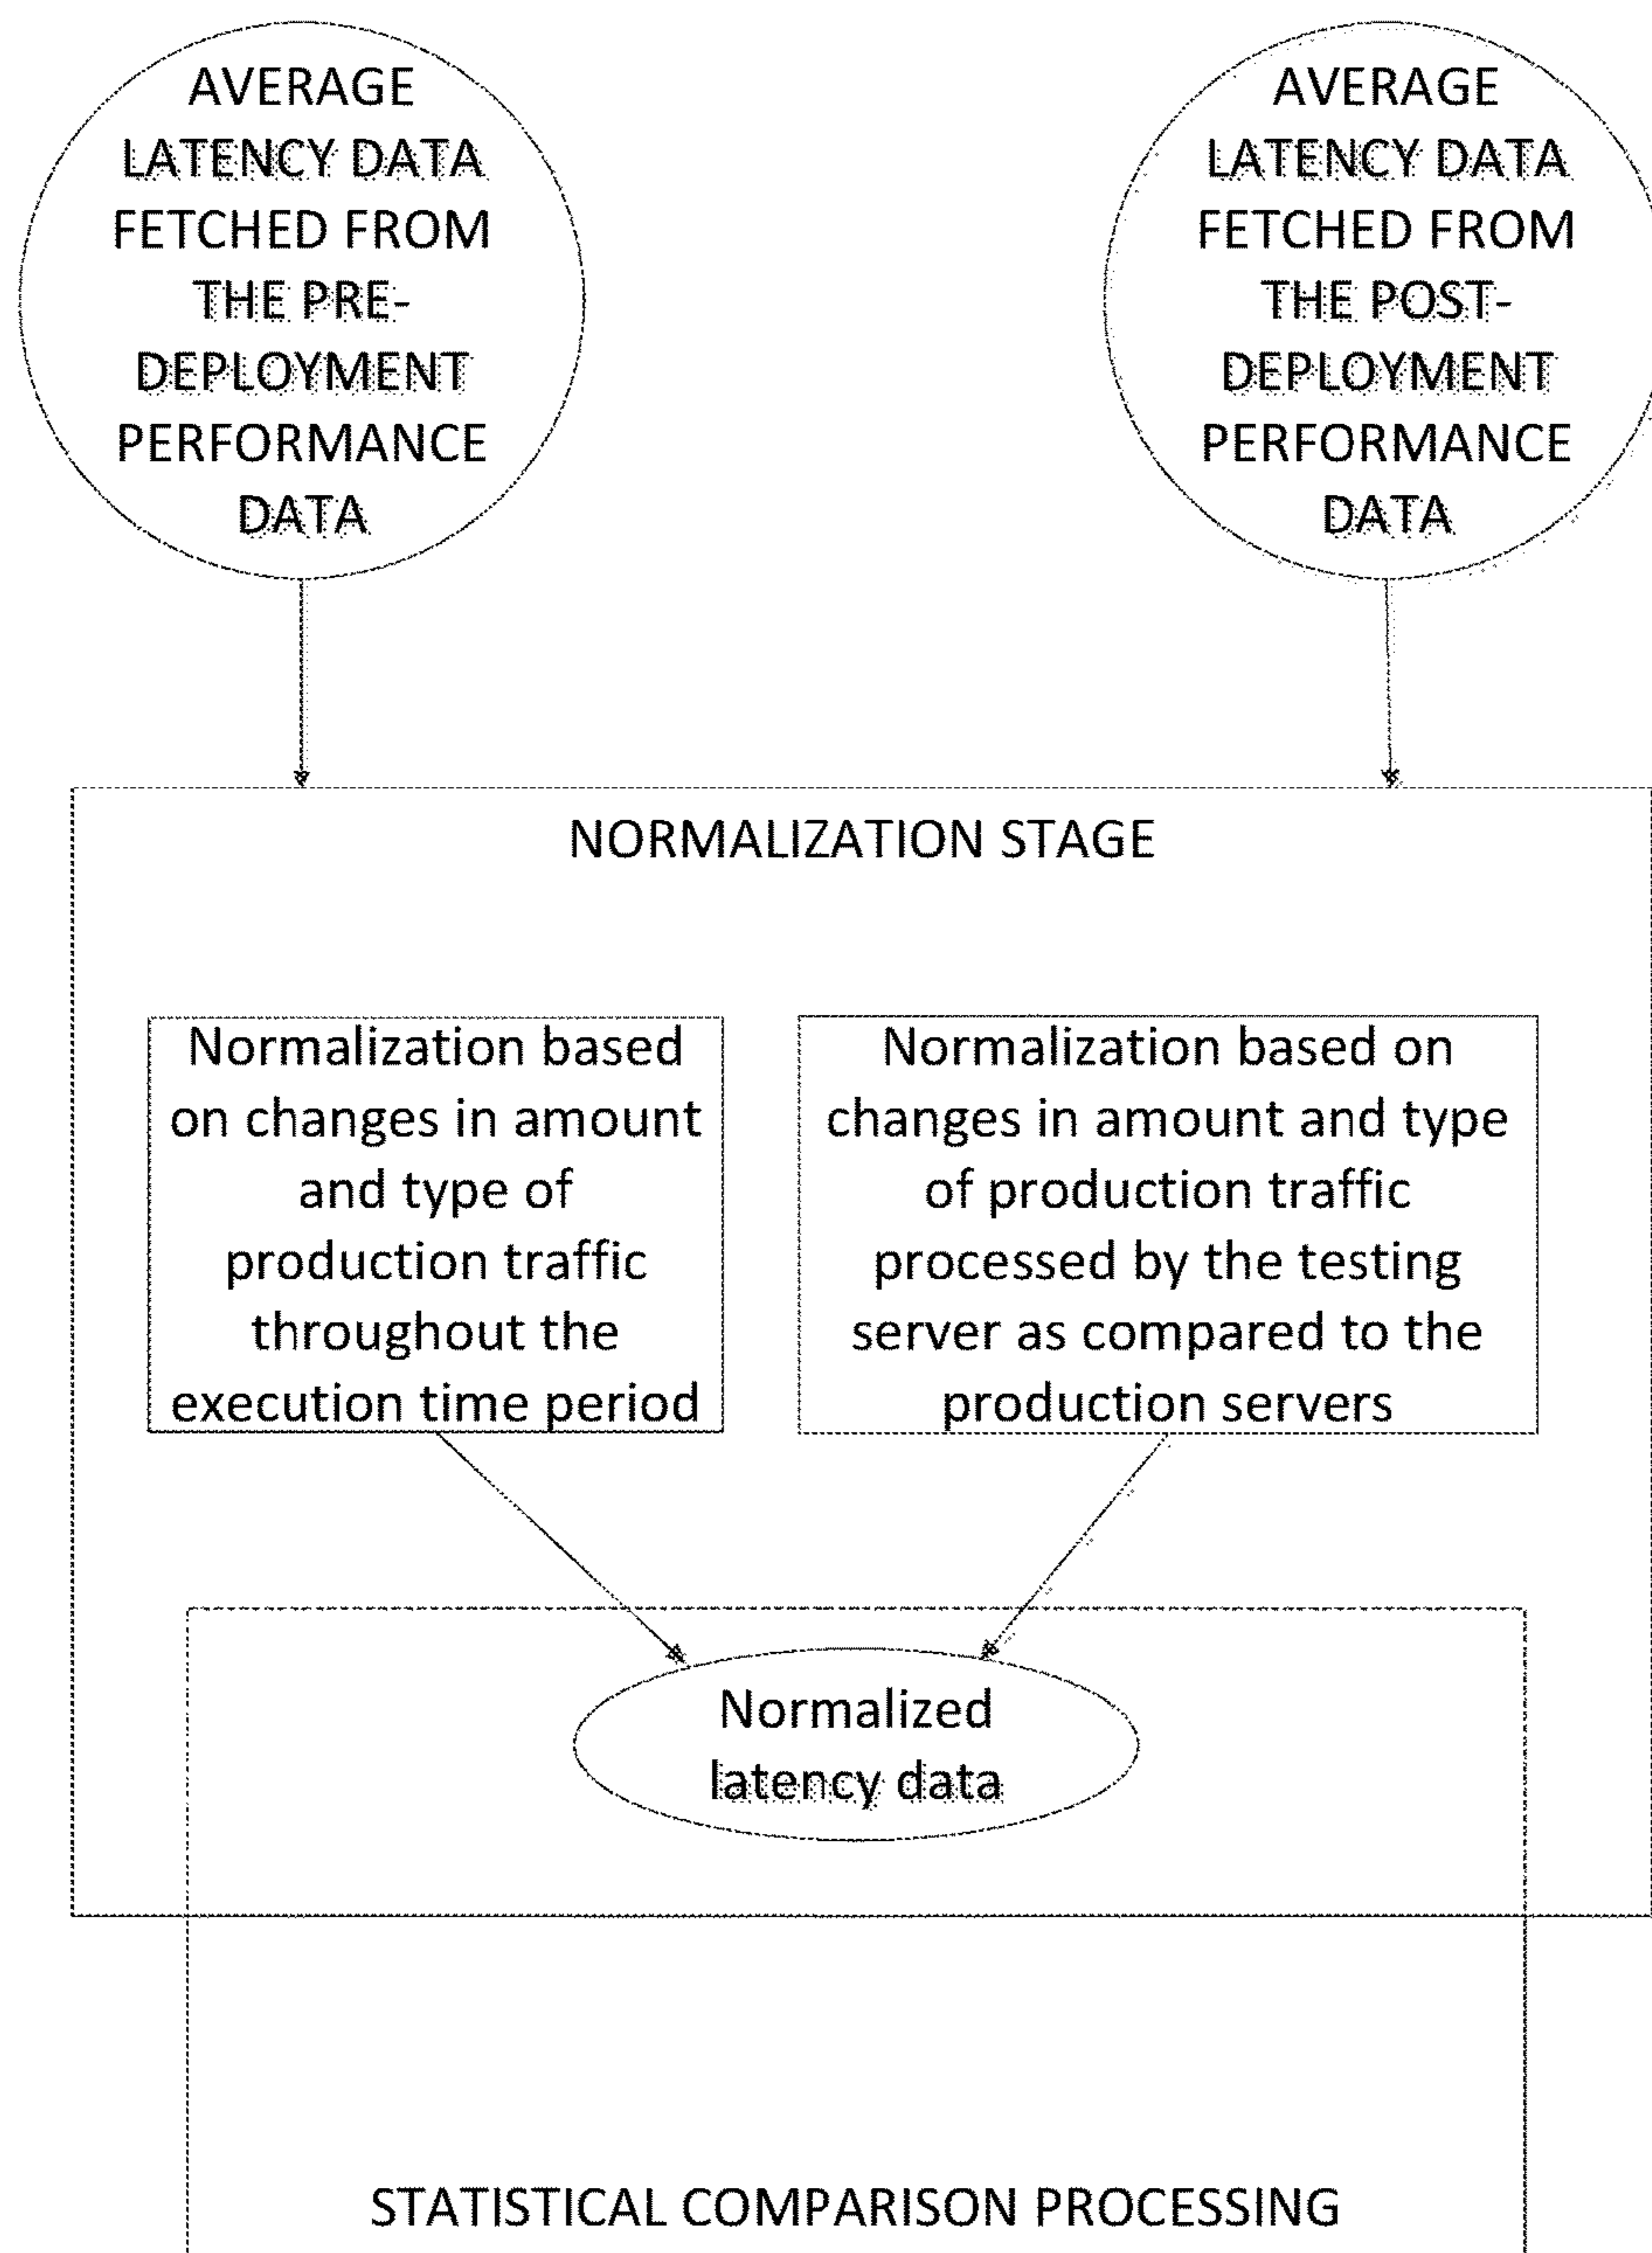 AVERAGE
LATENCY DATA
FETCHED FROM
THE PRE-
DEPLOYMENT
PERFORMANCE
DATA
AVERAGE
LATENCY DATA
FETCHED FROM
THE POST-
DEPLOYMENT
PERFORMANCE
DATA
NORMALIZATION STAGE
Normalization based
on changes in amount
and type of
production traffic
throughout the
execution time period
Normalization based on
changes in amount and type
of production traffic
processed by the testing
server as compared to the
production servers
Normalized
latency data
STATISTICAL COMPARISON PROCESSING